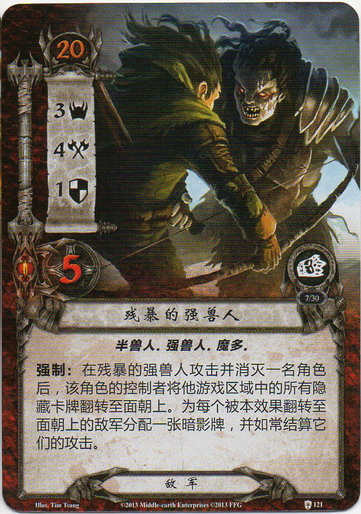 20
3
4
1
5
7/30
残暴的强兽人
半兽人. 强兽人. 魔多.
强制：在残暴的强兽人攻击并消灭一名角色
后，该角色的控制者将他游戏区域中的所有隐
藏卡牌翻转至面朝上。为每个被本效果翻转至
面朝上的敌军分配一张暗影牌，并如常结算它
们的攻击。
敌军
Illus. Tiin Tsang ©2013 Middle-earth Enterprises ©2013 FFG 121